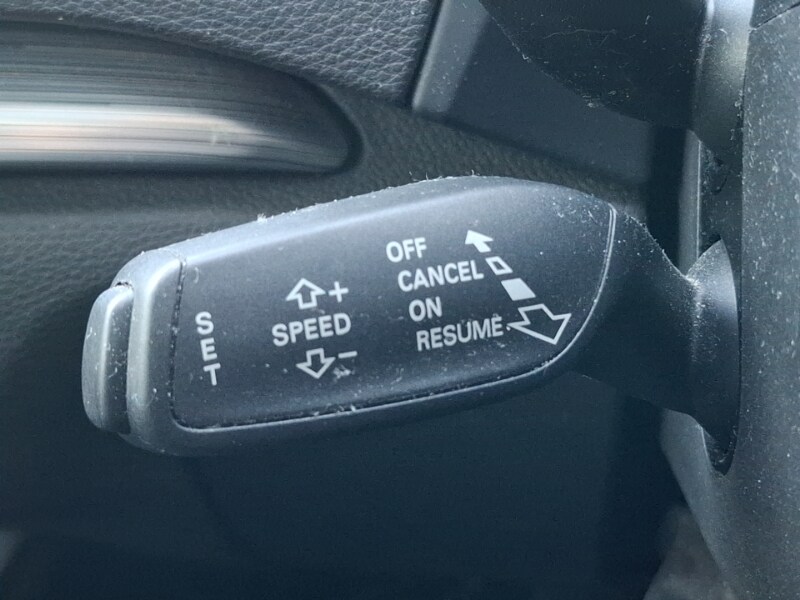 SET
+
SPEED
−
OFF
CANCEL
ON
RESUME